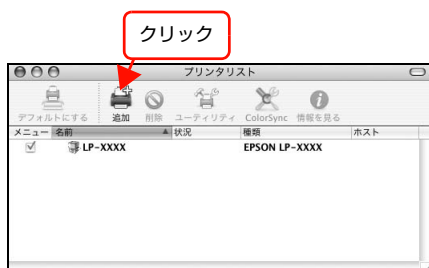 クリック
プリンタリスト
デフォルトにする 追加 削除 ユーティリティ ColorSync 情報を見る
メニュー 名前 状況 種類 ホスト
LP-XXXX EPSON LP-XXXX